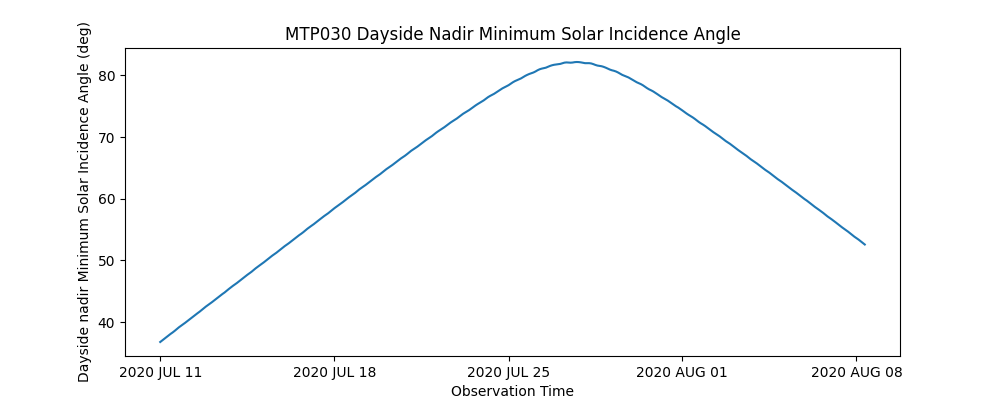 MTP030 Dayside Nadir Minimum Solar Incidence Angle
Dayside nadir Minimum Solar Incidence Angle (deg)
80
70
60
50
40
2020 JUL 11
2020 JUL 18
2020 JUL 25
2020 AUG 01
2020 AUG 08
Observation Time